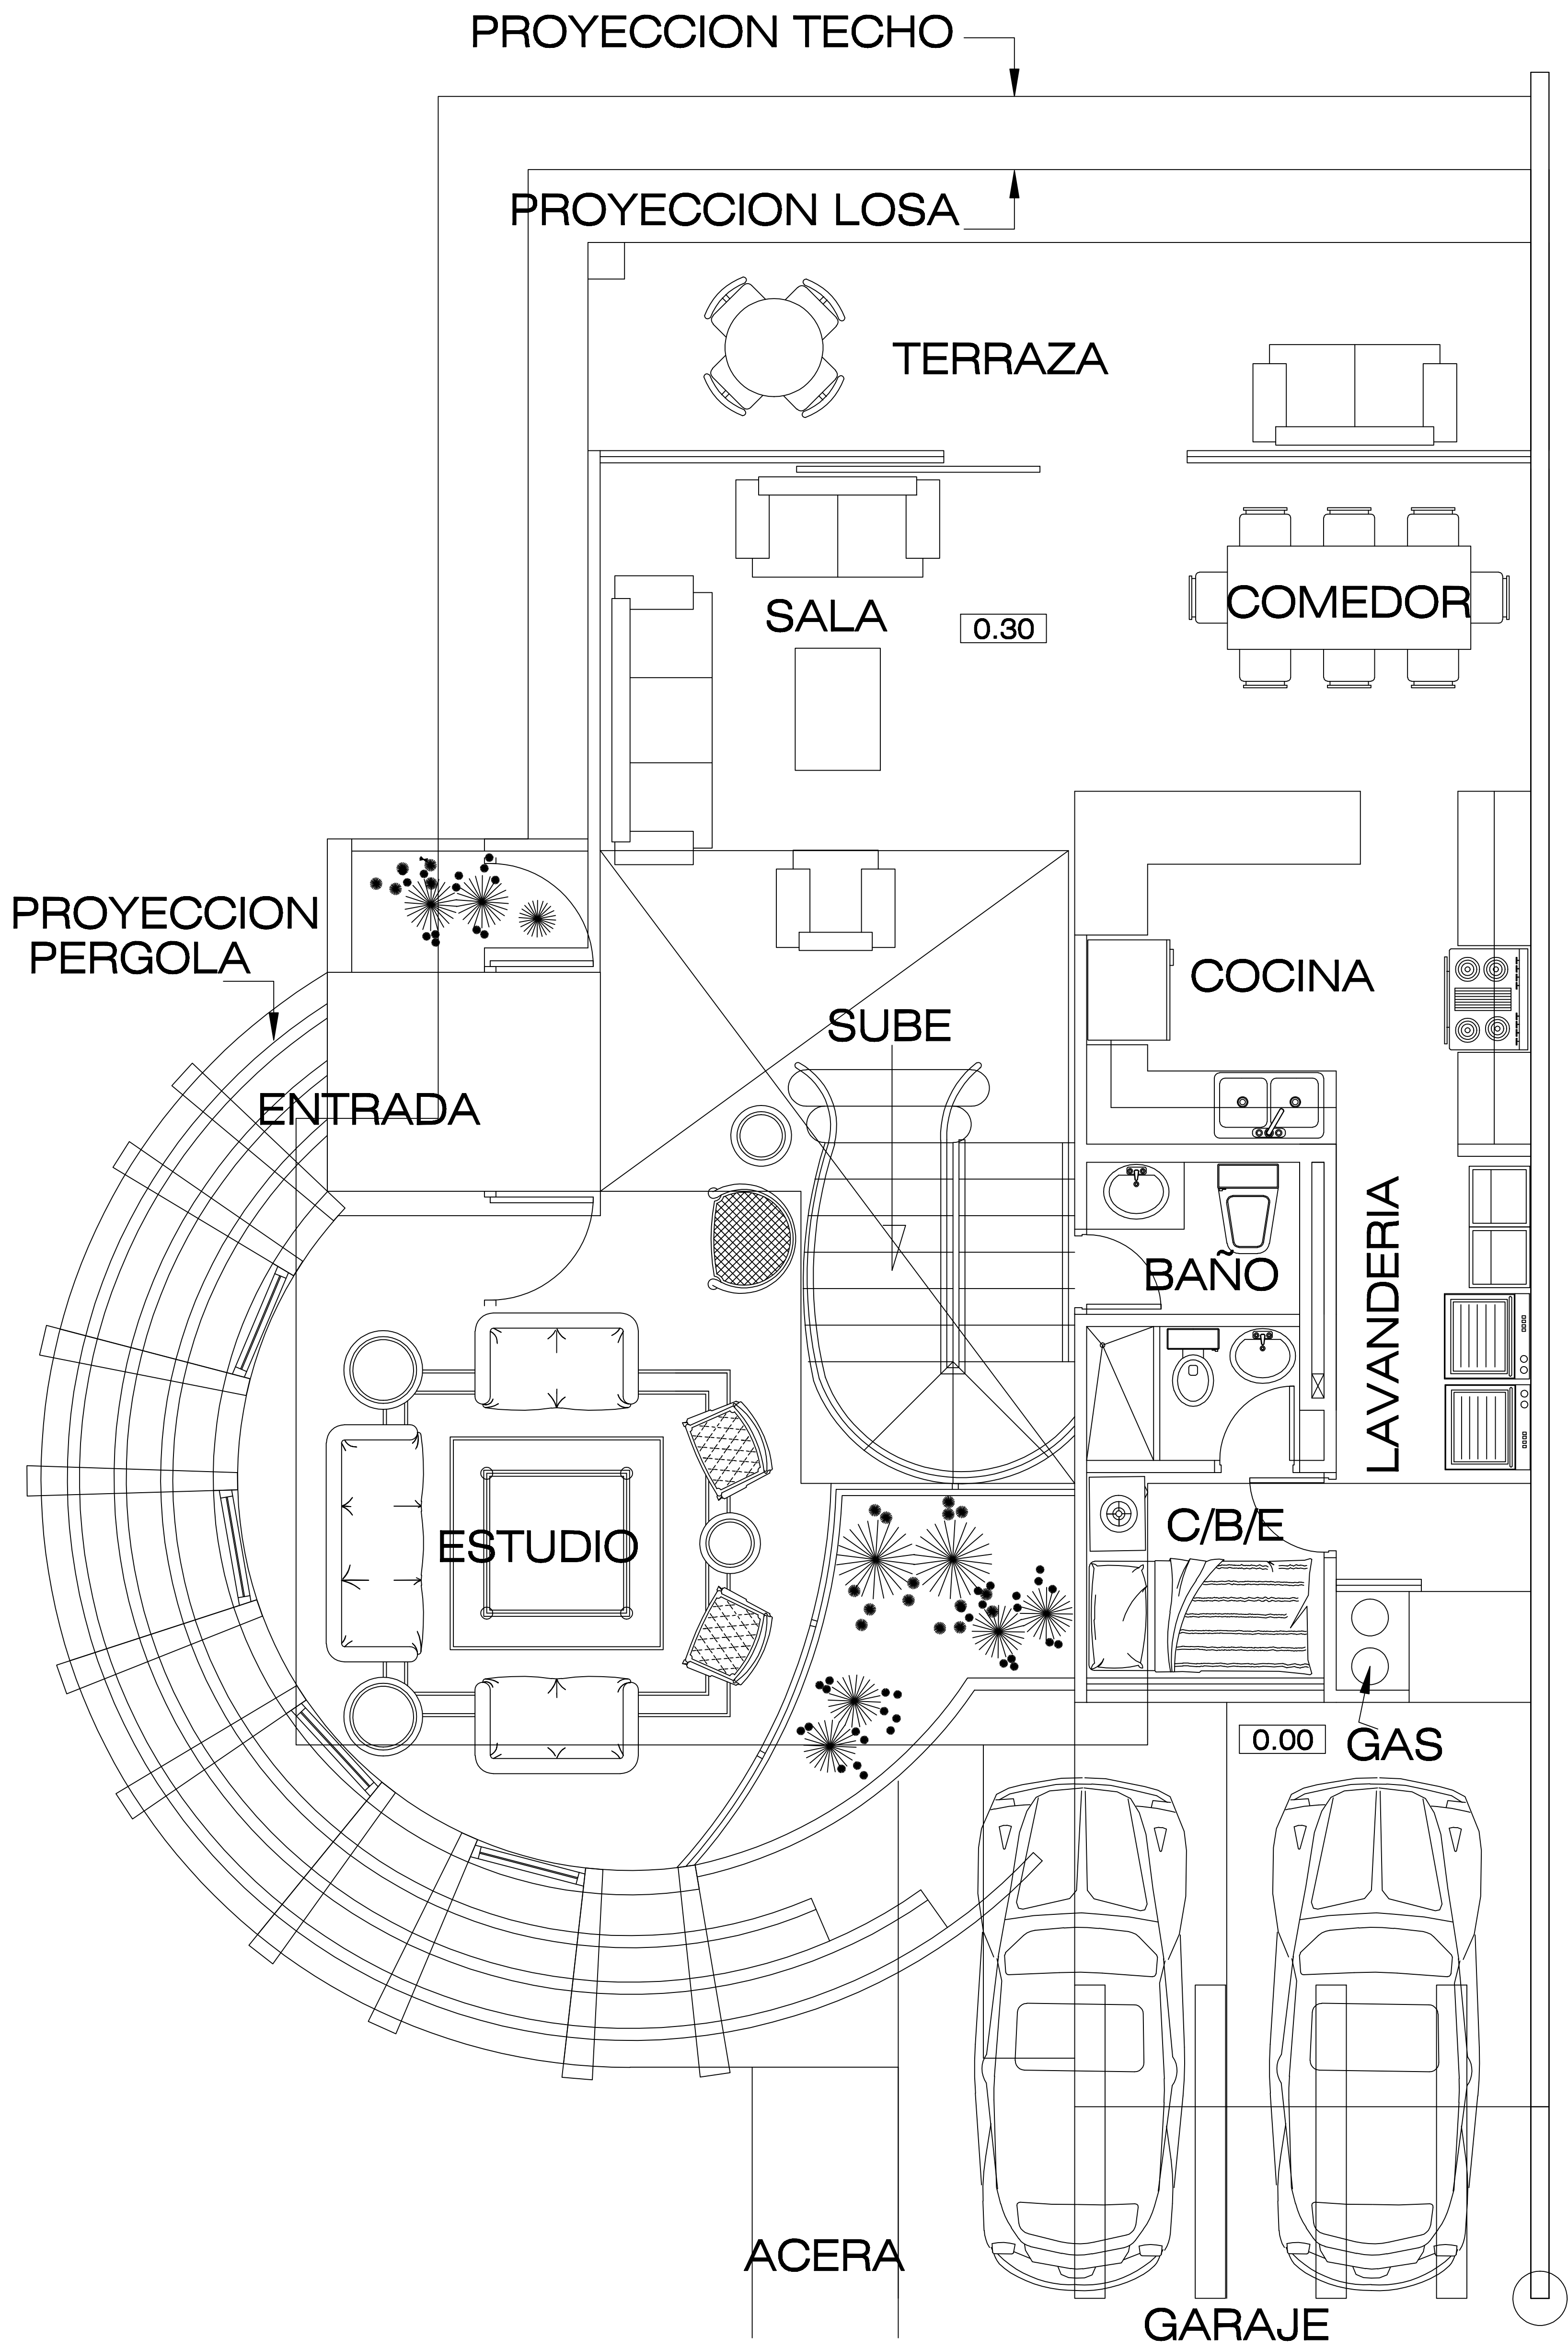 PROYECCION TECHO
PROYECCION LOSA
TERRAZA
SALA
0.30
COMEDOR
PROYECCION
PERGOLA
COCINA
SUBE
ENTRADA
BAÑO
LAVANDERIA
ESTUDIO
C/B/E
0.00
GAS
ACERA
GARAJE